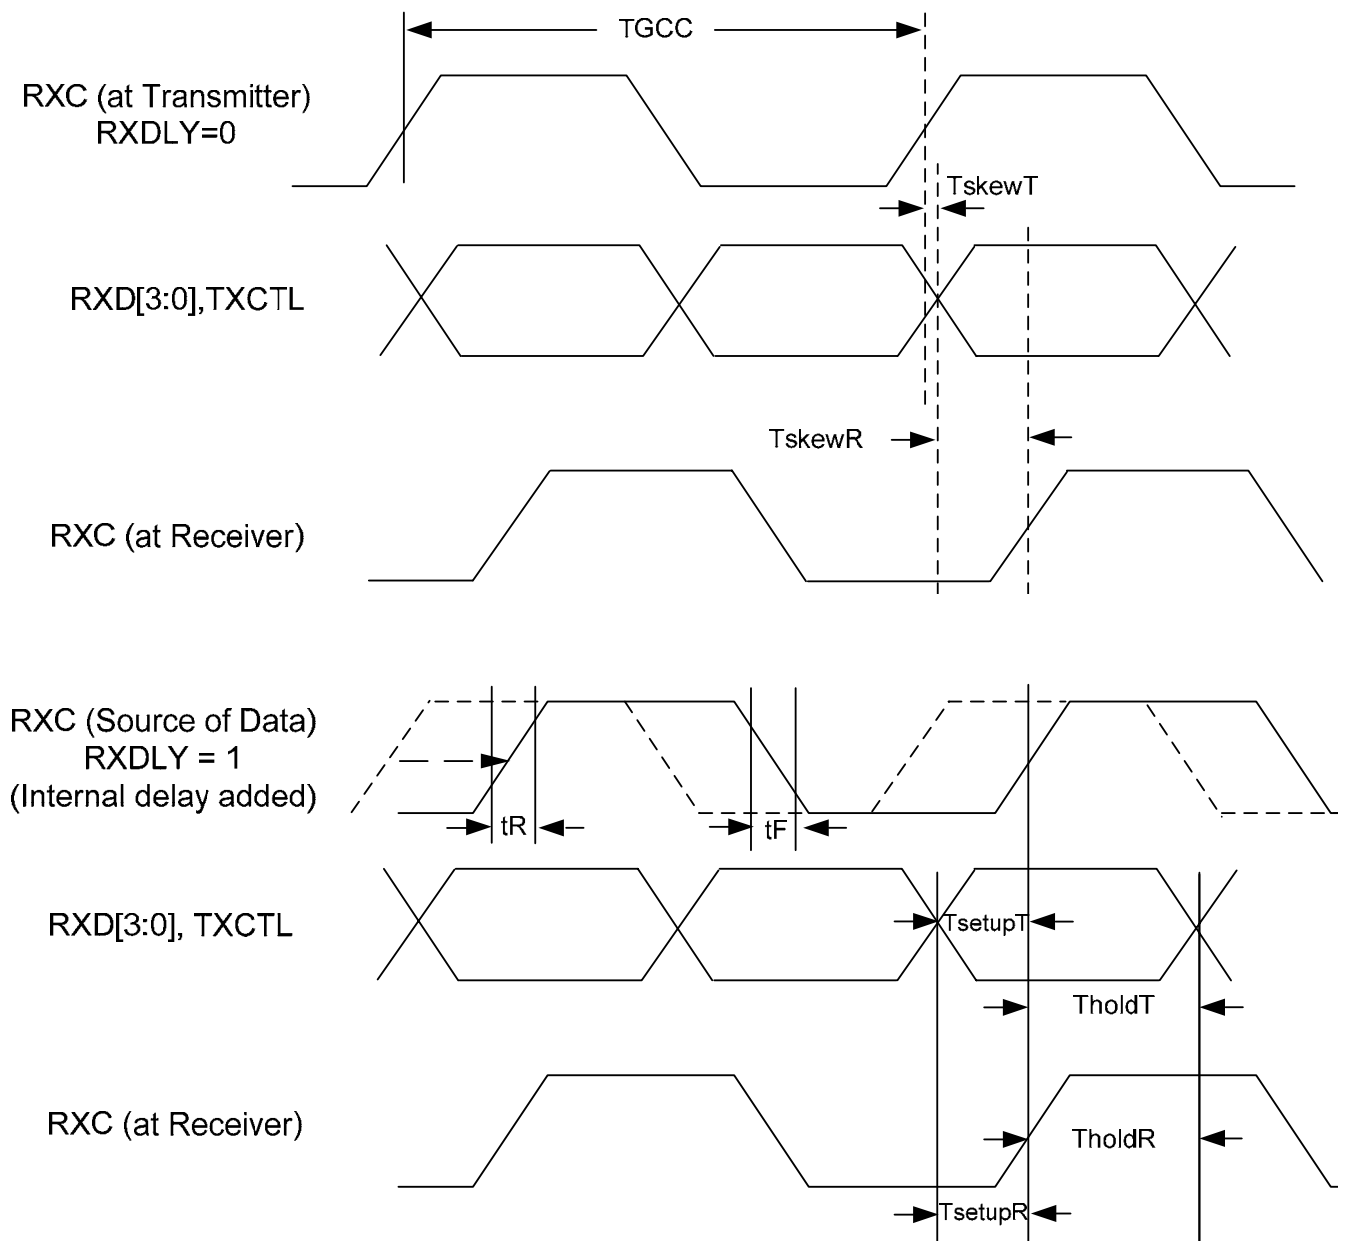 TGCC
RXC (at Transmitter)
RXDLY=0
TskewT
RXD[3:0],TXCTL
TskewR
RXC (at Receiver)
RXC (Source of Data)
RXDLY = 1
(Internal delay added)
tR
tF
RXD[3:0], TXCTL
TsetupT
TholdT
RXC (at Receiver)
TholdR
TsetupR